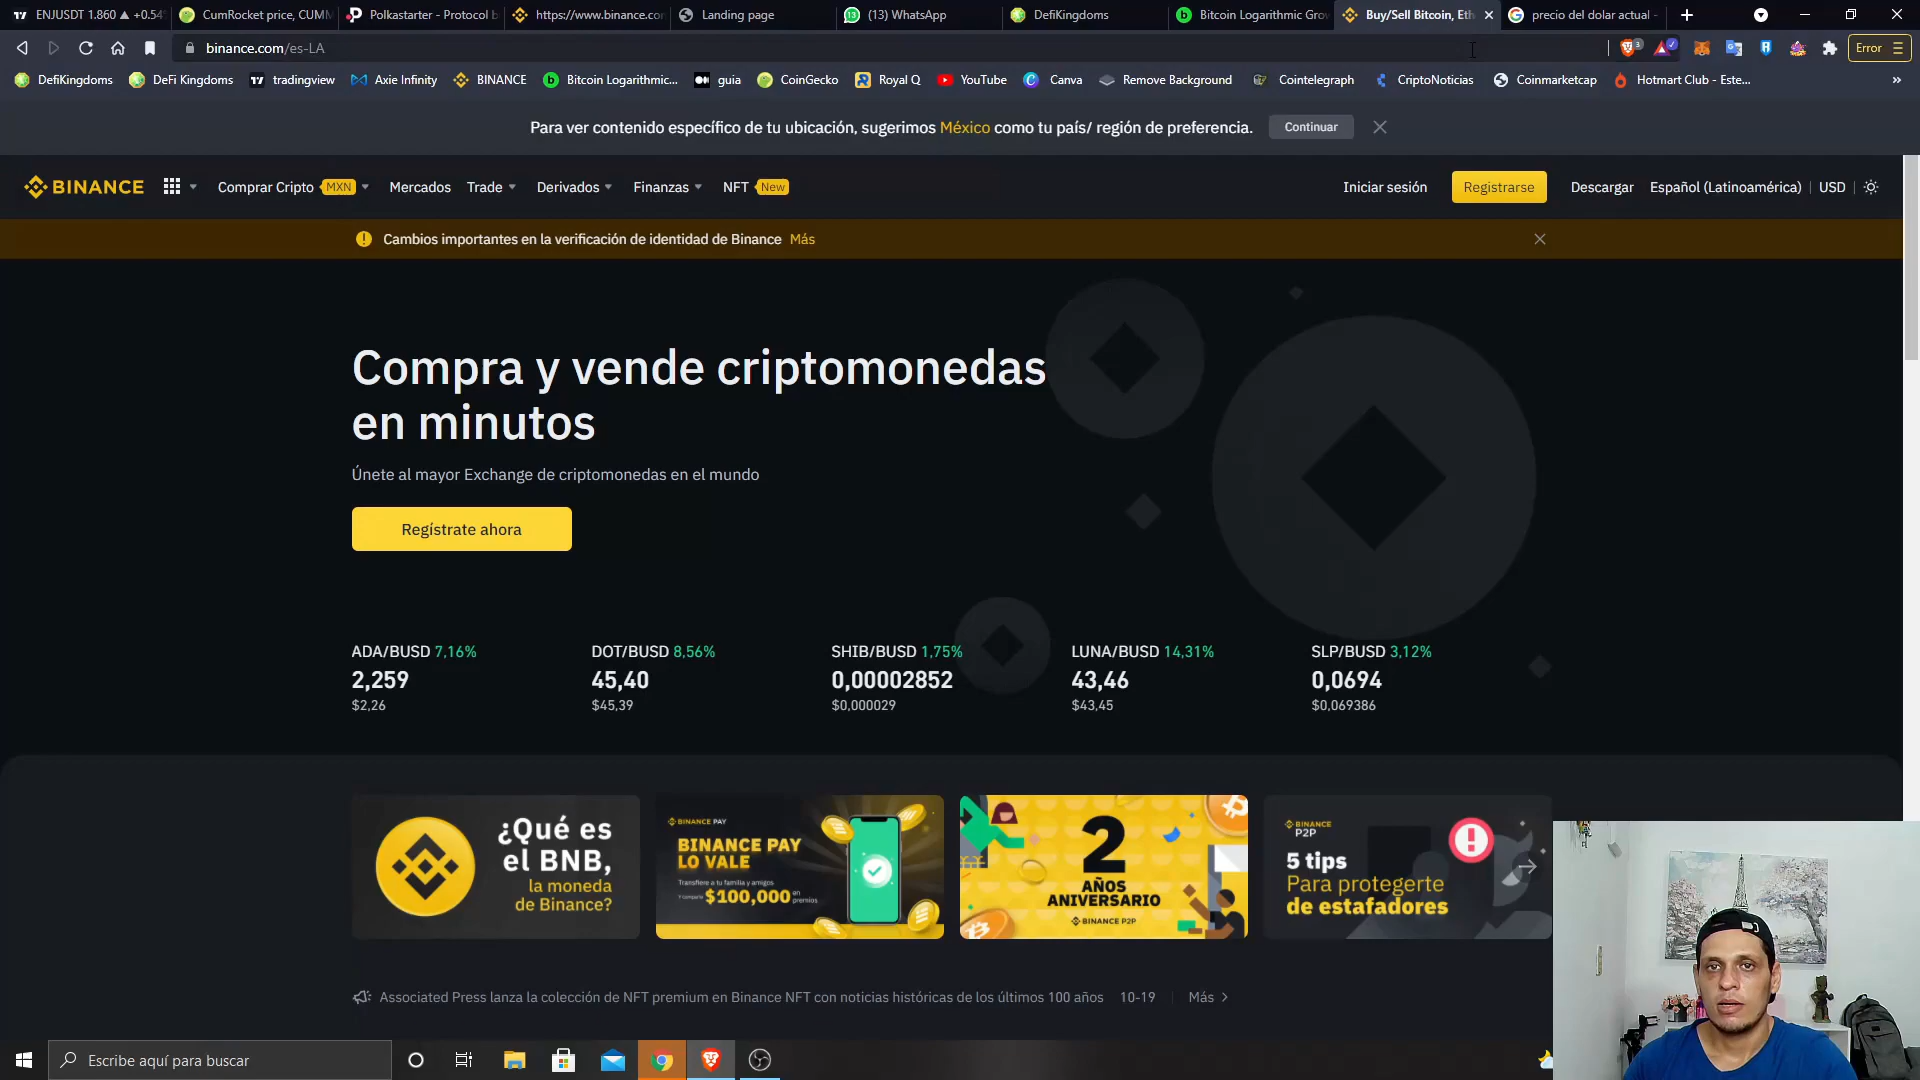 ENJUSDT 1.860 ▲ +0.54
CumRocket price, CUMM
Polkastarter - Protocol b
https://www.binance.cor
Landing page
(13) WhatsApp
DefiKingdoms
Bitcoin Logarithmic Grow
Buy/Sell Bitcoin, Eth
precio del dolar actual -
binance.com/es-LA
Error
DefiKingdoms
DeFi Kingdoms
tradingview
Axie Infinity
BINANCE
Bitcoin Logarithmic...
guia
CoinGecko
Royal Q
YouTube
Canva
Remove Background
Cointelegraph
CriptoNoticias
Coinmarketcap
Hotmart Club - Este...
Para ver contenido específico de tu ubicación, sugerimos México como tu país/ región de preferencia.
Continuar
BINANCE
Comprar Cripto MXN
Mercados
Trade
Derivados
Finanzas
NFT New
Iniciar sesión
Registrarse
Descargar
Español (Latinoamérica)
USD
Cambios importantes en la verificación de identidad de Binance Más
Compra y vende criptomonedas
en minutos
Únete al mayor Exchange de criptomonedas en el mundo
Regístrate ahora
ADA/BUSD 7,16%
2,259
$2,26
DOT/BUSD 8,56%
45,40
$45,39
SHIB/BUSD 1,75%
0,00002852
$0,000029
LUNA/BUSD 14,31%
43,46
$43,45
SLP/BUSD 3,12%
0,0694
$0,069386
¿Qué es
el BNB,
la moneda
de Binance?
BINANCE PAY
BINANCE PAY
LO VALE
Transfiere a tu familia y amigos
Y comparte $100,000 en premios
2
AÑOS
ANIVERSARIO
BINANCE P2P
BINANCE
P2P
5 tips
Para protegerte
de estafadores
Associated Press lanza la colección de NFT premium en Binance NFT con noticias históricas de los últimos 100 años 10-19
Más
Escribe aquí para buscar